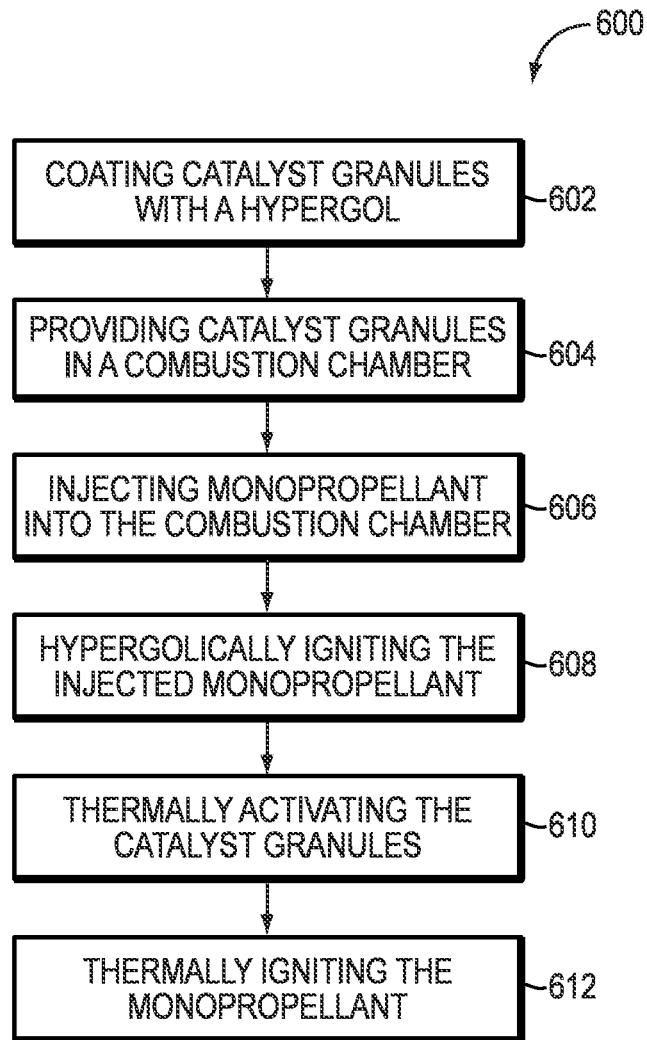 600
COATING CATALYST GRANULES
WITH A HYPERGOL
602
PROVIDING CATALYST GRANULES
IN A COMBUSTION CHAMBER
604
INJECTING MONOPROPELLANT
INTO THE COMBUSTION CHAMBER
606
HYPERGOLICALLY IGNITING THE
INJECTED MONOPROPELLANT
608
THERMALLY ACTIVATING THE
CATALYST GRANULES
610
THERMALLY IGNITING THE
MONOPROPELLANT
612